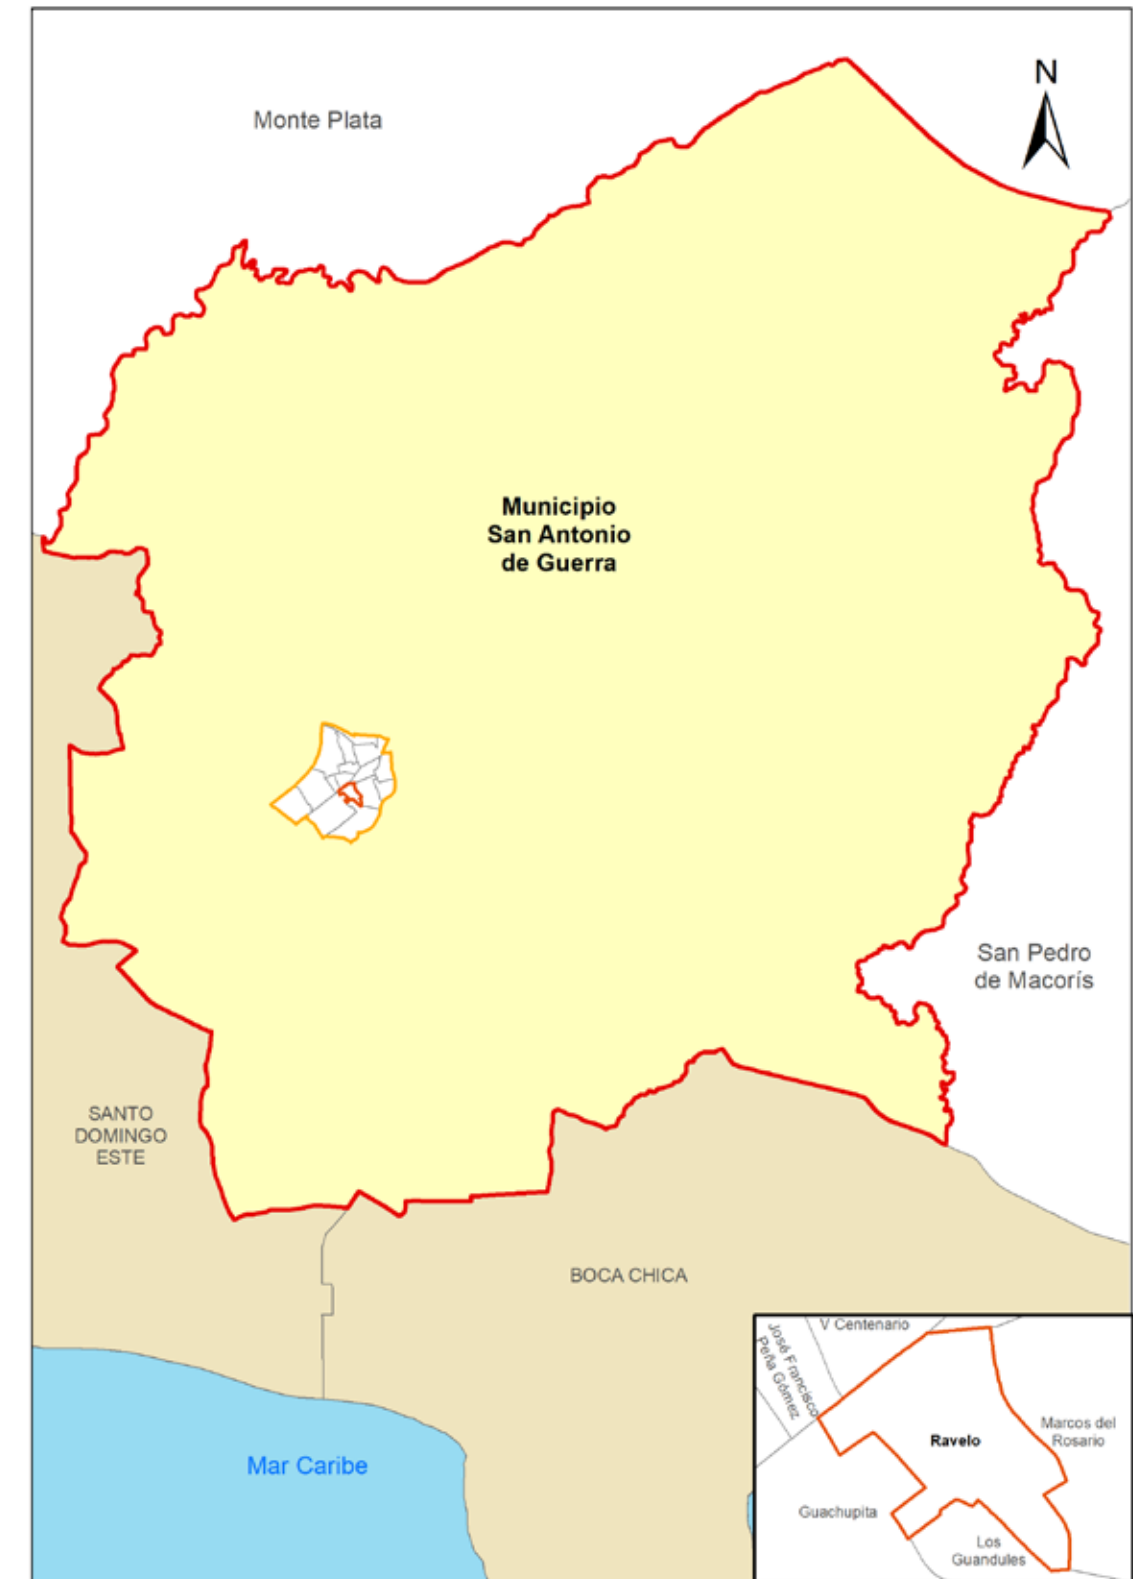 N
Monte Plata
Municipio
San Antonio
de Guerra
San Pedro
de Macorís
SANTO
DOMINGO
ESTE
BOCA CHICA
Mar Caribe
V Centenario
José Francisco
Peña Gómez
Marcos del
Rosario
Ravelo
Guachupita
Los
Guandules